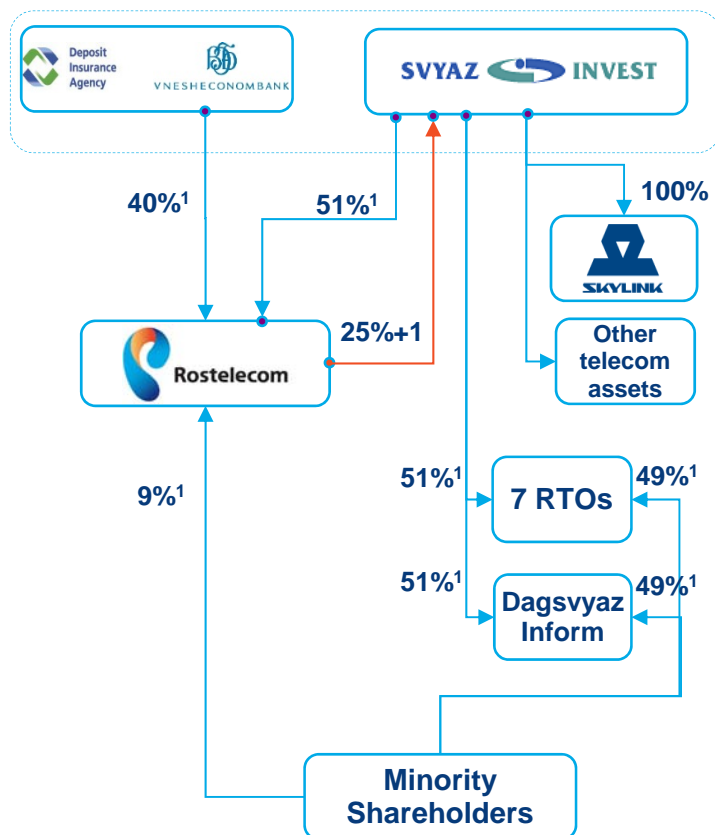 Deposit
Insurance
Agency
VNESHECONOMBANK
SVYAZ INVEST
40%¹
51%¹
100%
SKYLINK
25%+1
Rostelecom
Other
telecom
assets
9%¹
51%¹
7 RTOs
49%¹
51%¹
Dagsvyaz
Inform
49%¹
Minority
Shareholders